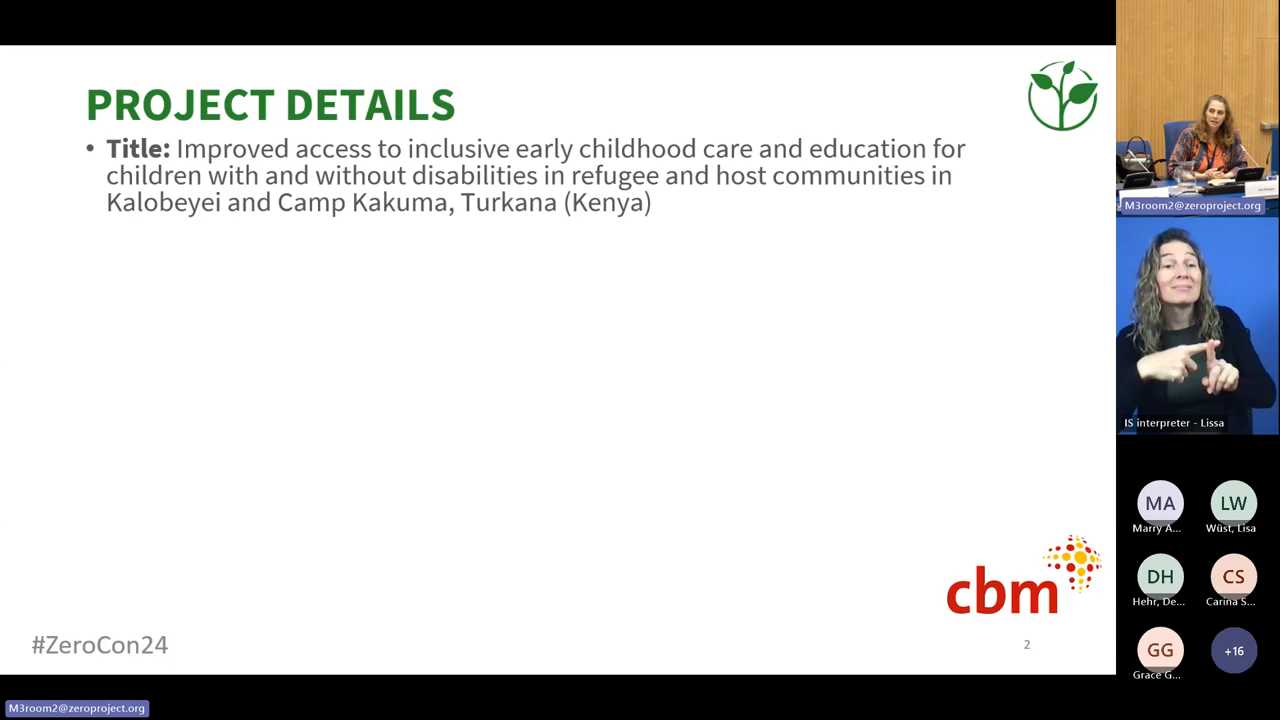 PROJECT DETAILS
• Title: Improved access to inclusive early childhood care and education for
children with and without disabilities in refugee and host communities in
Kalobeyei and Camp Kakuma, Turkana (Kenya)
cbm
#ZeroCon24
2
M3room2@zeroproject.org
M3room2@zeroproject.org
IS interpreter - Lissa
MA
Marry A...
LW
Wüst, Lisa
DH
Hehr, De...
CS
Carina S...
GG
Grace G...
+16